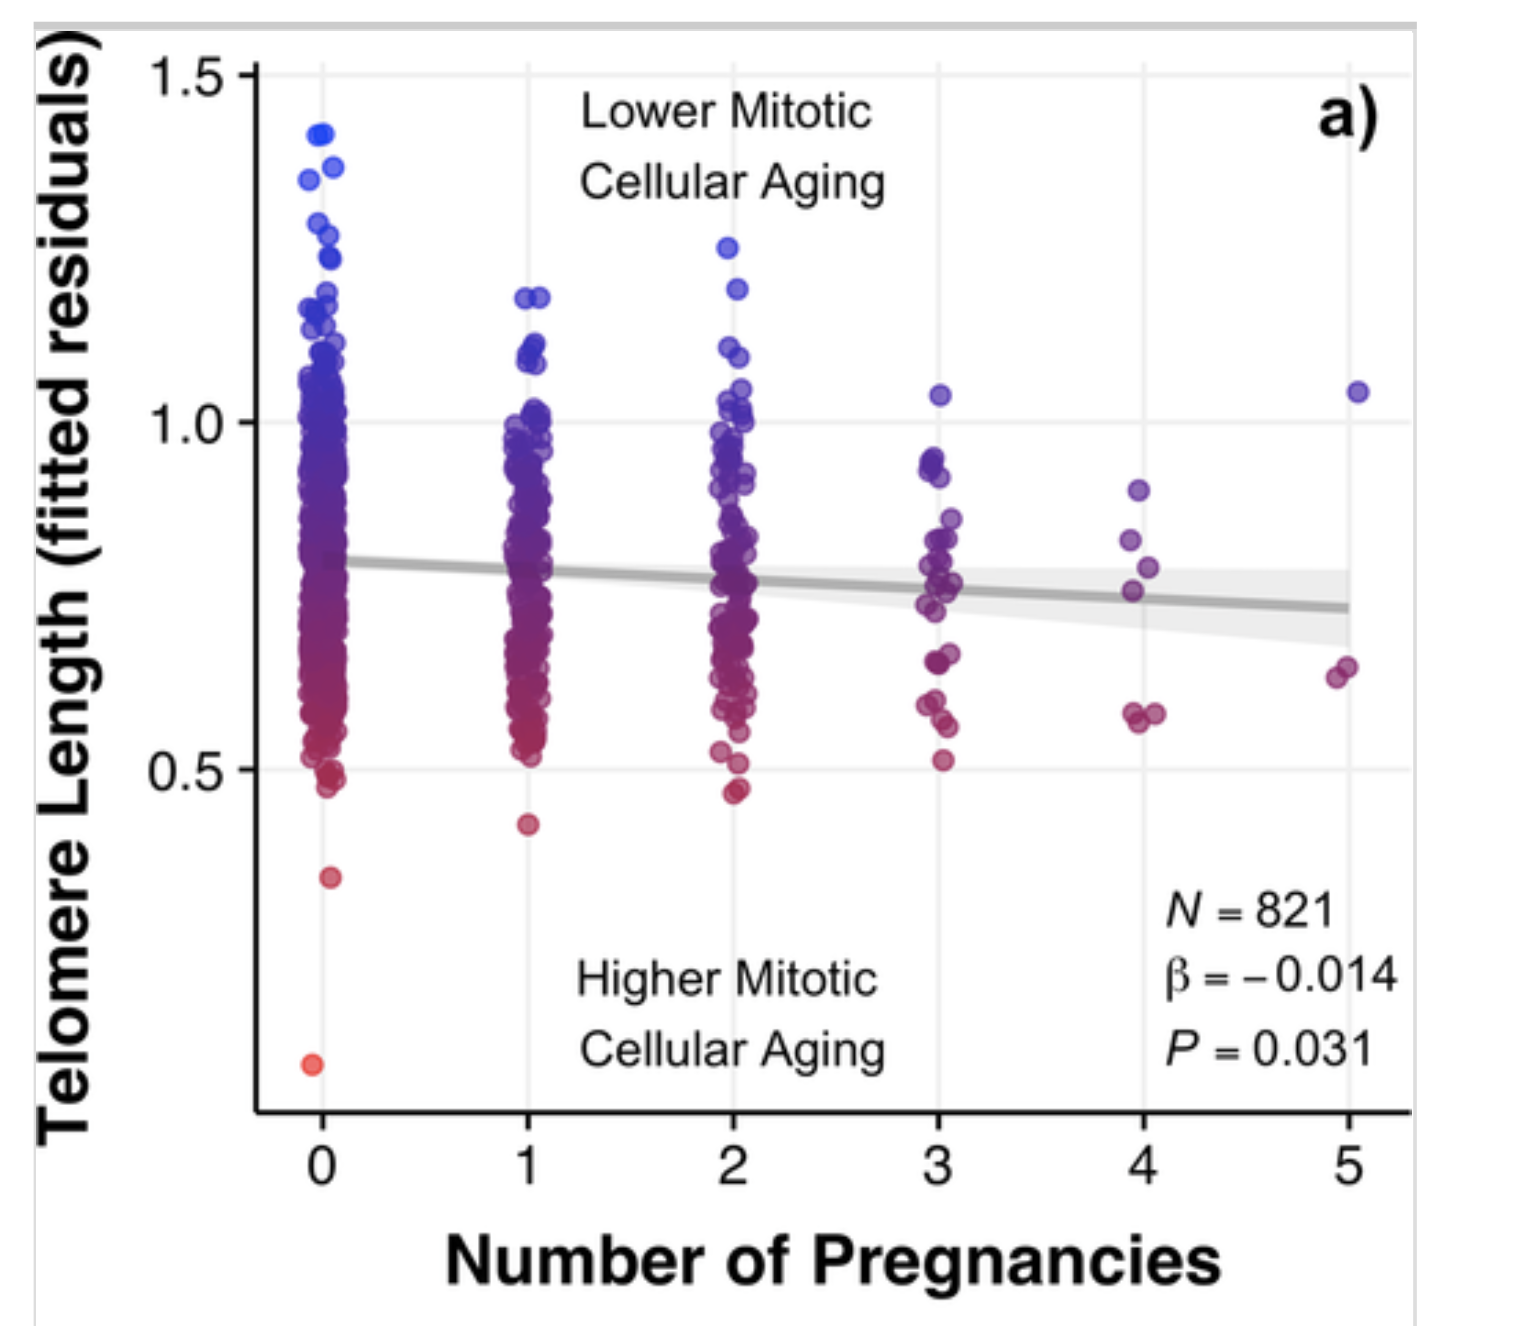 Telomere Length (fitted residuals)
1.5
1.0
0.5
Lower Mitotic
Cellular Aging
a)
Higher Mitotic
Cellular Aging
N = 821
β = −0.014
P = 0.031
0 1 2 3 4 5
Number of Pregnancies